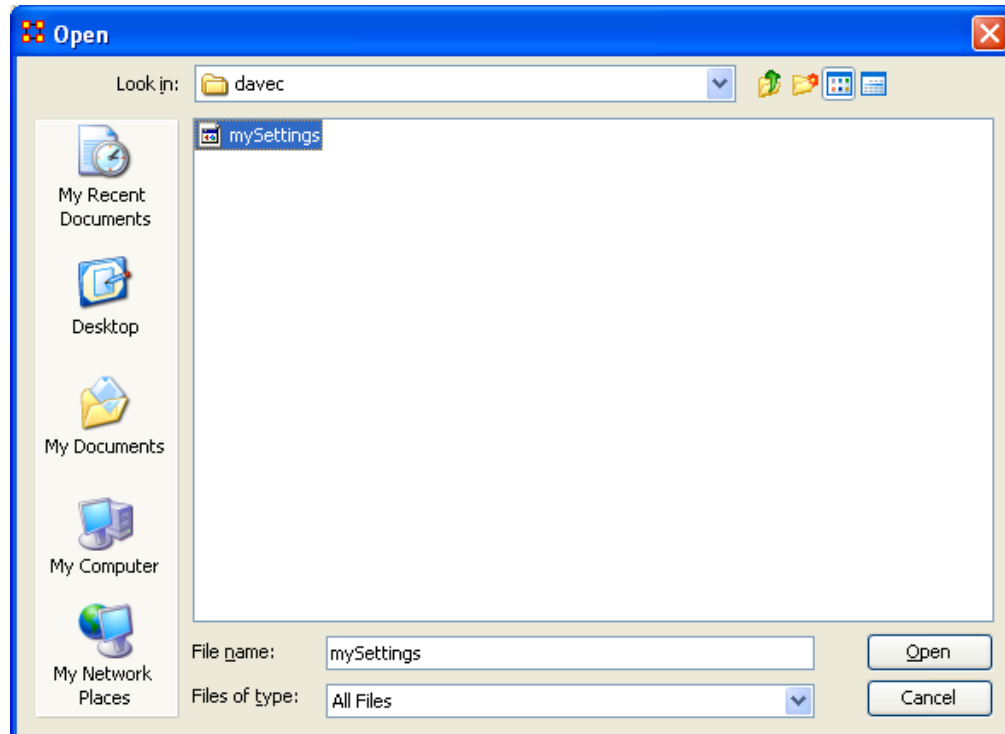 Open
Look in:
davec
mySettings
My Recent
Documents
Desktop
My Documents
My Computer
My Network
Places
File name:
mySettings
Open
Files of type:
All Files
Cancel